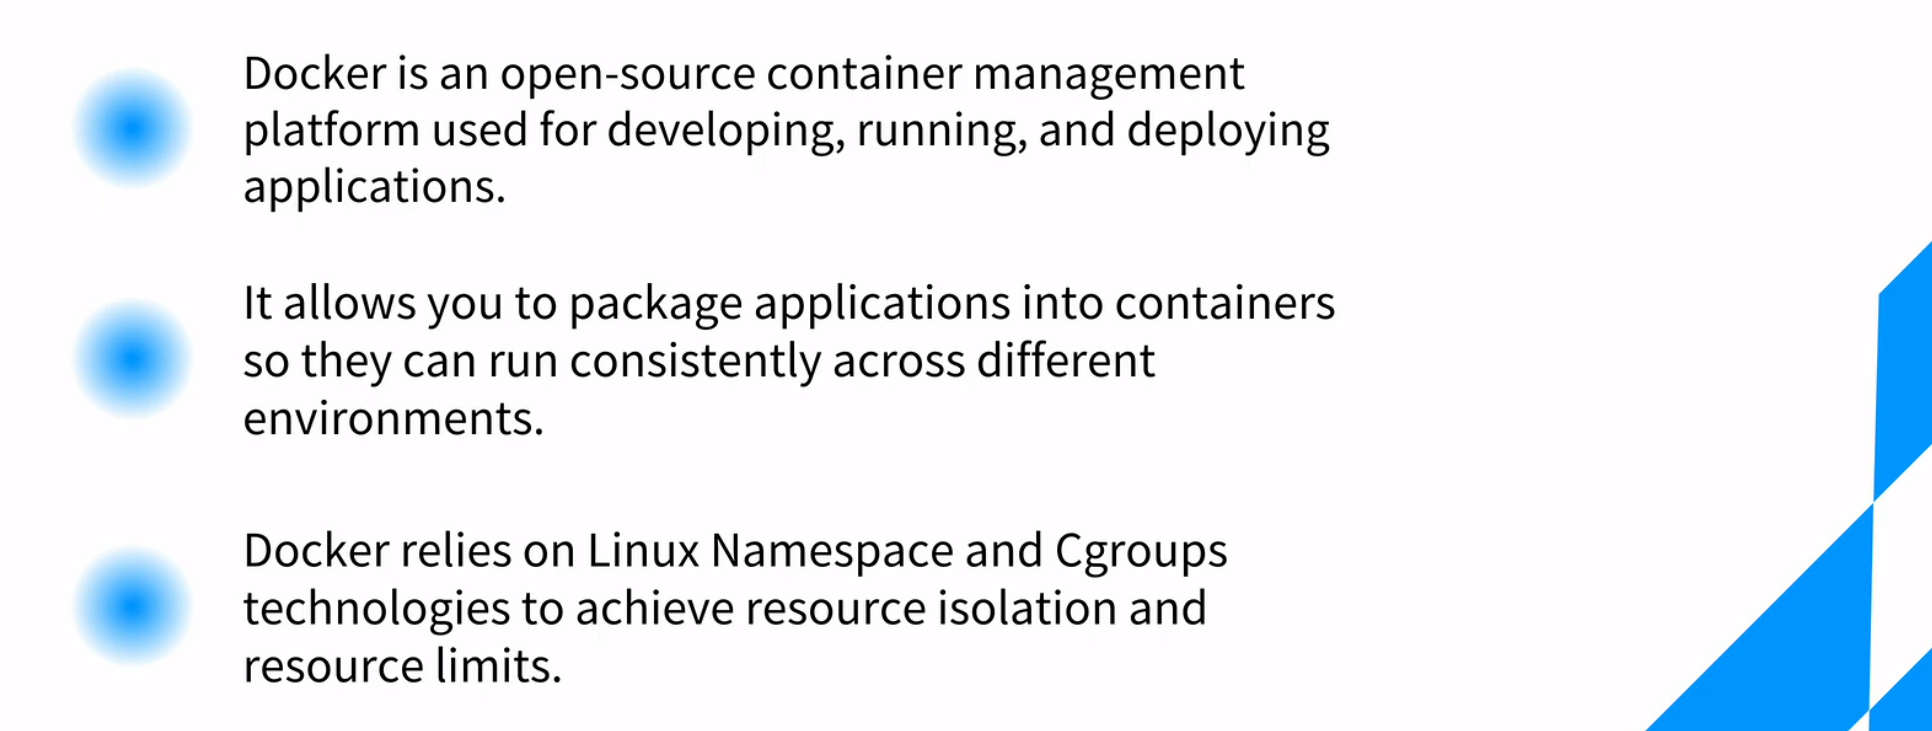 Docker is an open-source container management
platform used for developing, running, and deploying
applications.
It allows you to package applications into containers
so they can run consistently across different
environments.
Docker relies on Linux Namespace and Cgroups
technologies to achieve resource isolation and
resource limits.